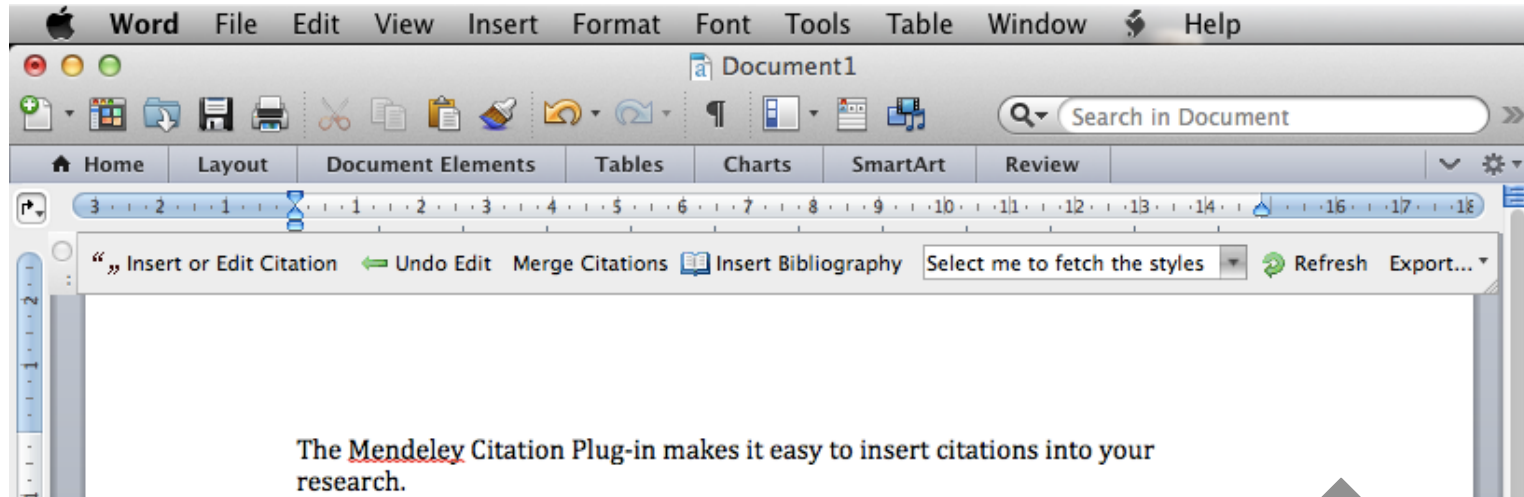 Word File Edit View Insert Format Font Tools Table Window Help
Document1
Search in Document
Home Layout Document Elements Tables Charts SmartArt Review
3 2 1 1 2 3 4 5 6 7 8 9 10 11 12 13 14 16 17 18
“ „ Insert or Edit Citation Undo Edit Merge Citations Insert Bibliography Select me to fetch the styles Refresh Export...
2
1
The Mendeley Citation Plug-in makes it easy to insert citations into your
research.